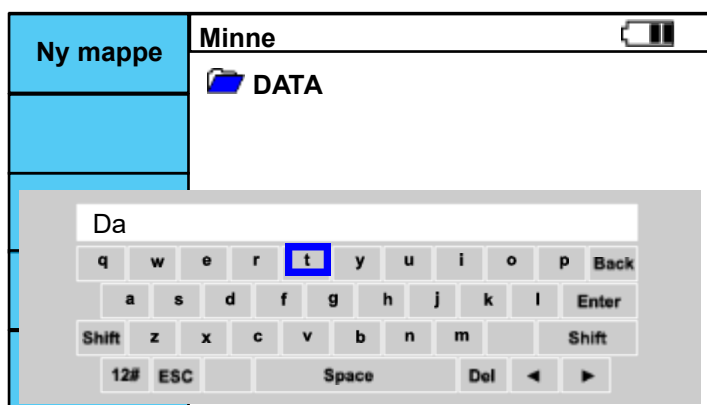 Ny mappe
Minne
DATA
Da
q w e r t y u i o p Back
a s d f g h j k l Enter
Shift z x c v b n m Shift
12# ESC Space Del ◄ ►